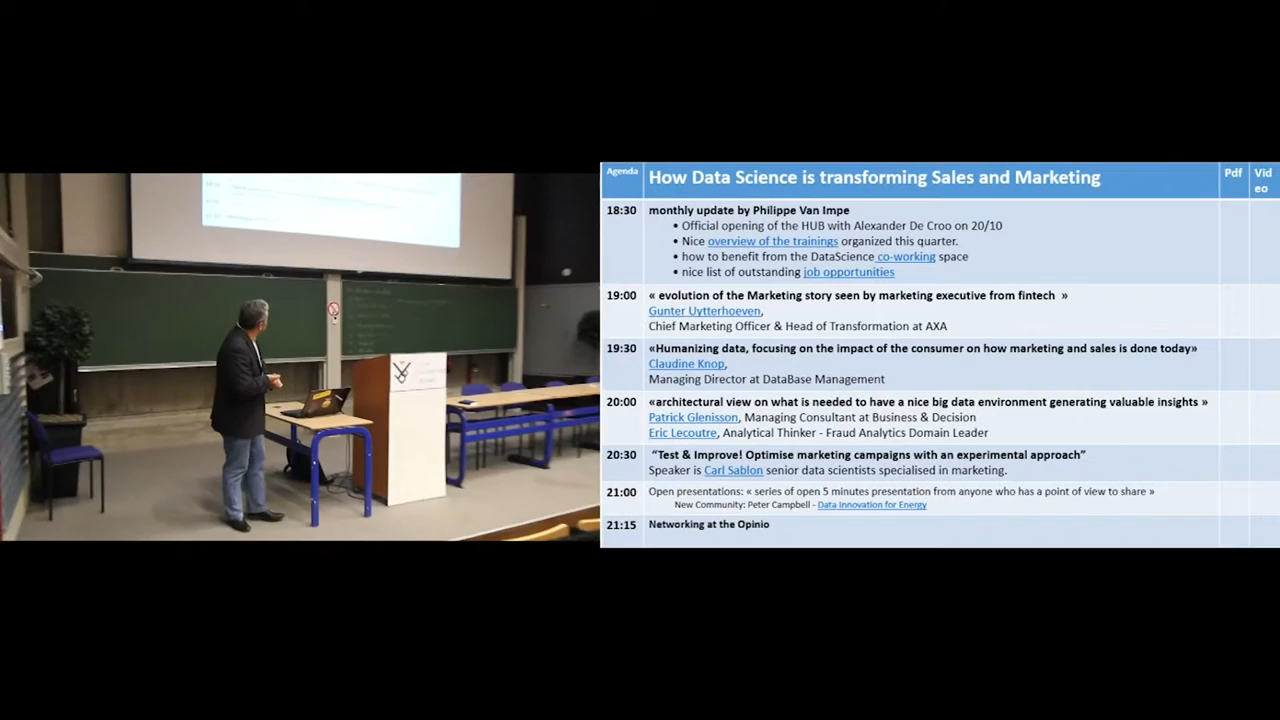 Agenda
How Data Science is transforming Sales and Marketing
Pdf
Vid
eo
18:30
monthly update by Philippe Van Impe
• Official opening of the HUB with Alexander De Croo on 20/10
• Nice overview of the trainings organized this quarter.
• how to benefit from the DataScience co-working space
• nice list of outstanding job opportunities
19:00
« evolution of the Marketing story seen by marketing executive from fintech »
Gunter Uytterhoeven,
Chief Marketing Officer & Head of Transformation at AXA
19:30
«Humanizing data, focusing on the impact of the consumer on how marketing and sales is done today»
Claudine Knop,
Managing Director at DataBase Management
20:00
«architectural view on what is needed to have a nice big data environment generating valuable insights »
Patrick Glenisson, Managing Consultant at Business & Decision
Eric Lecoutre, Analytical Thinker - Fraud Analytics Domain Leader
20:30
“Test & Improve! Optimise marketing campaigns with an experimental approach”
Speaker is Carl Sablon senior data scientists specialised in marketing.
21:00
Open presentations: « series of open 5 minutes presentation from anyone who has a point of view to share »
New Community: Peter Campbell - Data Innovation for Energy
21:15
Networking at the Opinio